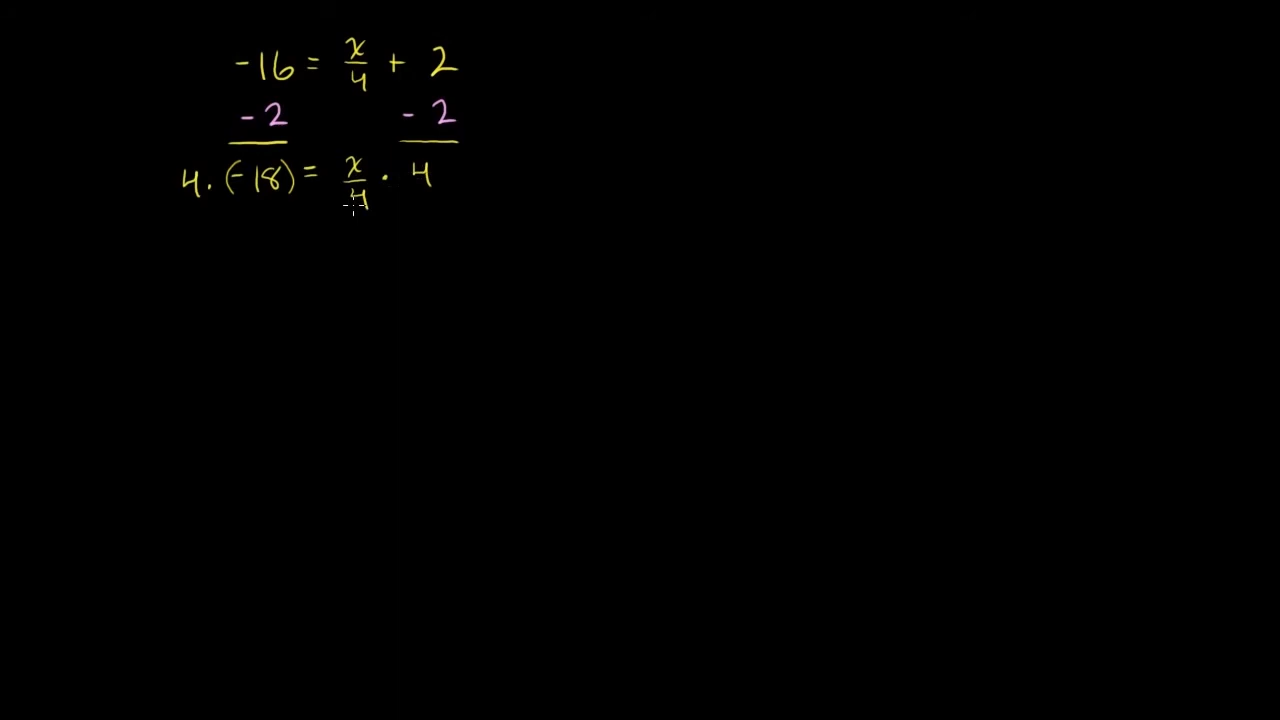 -16 = x/4 + 2
-2 -2
4 · (-18) = x/4 · 4